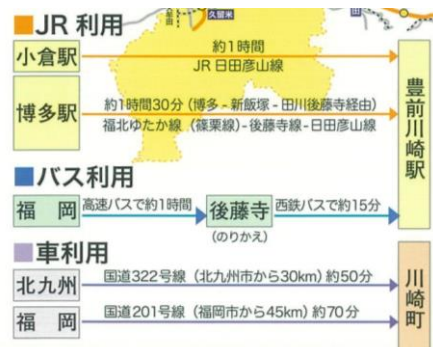 久留米
■JR 利用
小倉駅
約1時間
JR 日田彦山線
博多駅
約1時間30分(博多-新飯塚-田川後藤寺経由)
福北ゆたか線(篠栗線)-後藤寺線-日田彦山線
豊前川崎駅
■バス利用
福岡
高速バスで約1時間
後藤寺
(のりかえ)
西鉄バスで約15分
■車利用
北九州
国道322号線(北九州市から30km)約50分
福岡
国道201号線(福岡市から45km)約70分
川崎町